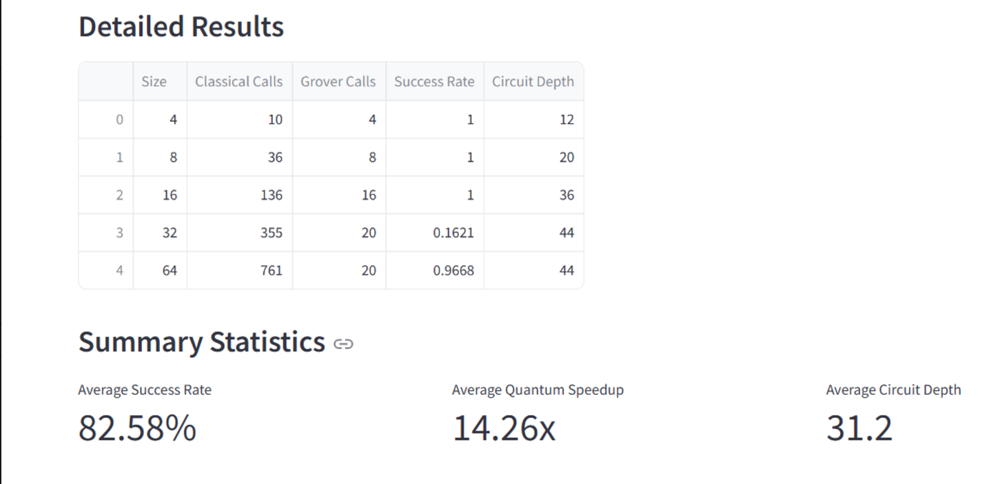 Detailed Results
Size Classical Calls Grover Calls Success Rate Circuit Depth
0 4 10 4 1 12
1 8 36 8 1 20
2 16 136 16 1 36
3 32 355 20 0.1621 44
4 64 761 20 0.9668 44
Summary Statistics
Average Success Rate Average Quantum Speedup Average Circuit Depth
82.58% 14.26x 31.2